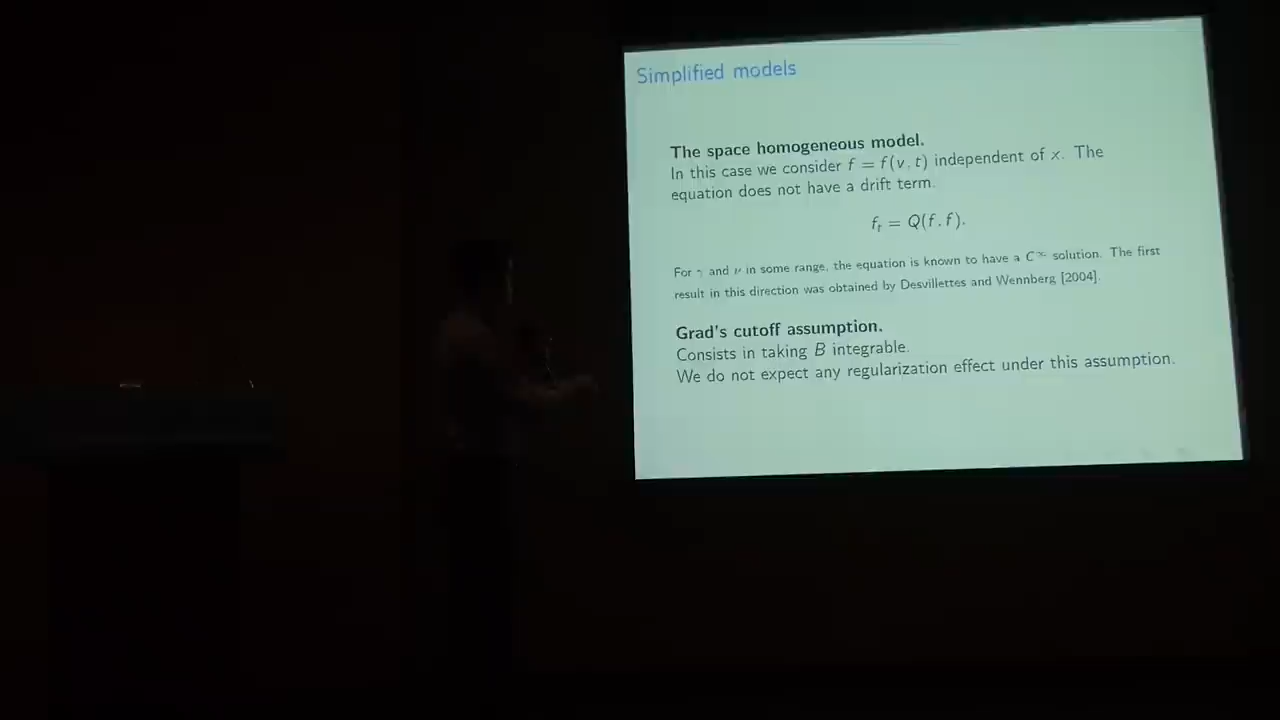 Simplified models
The space homogeneous model.
In this case we consider f = f(v, t) independent of x. The
equation does not have a drift term.
fₜ = Q(f, f).
For γ and ν in some range, the equation is known to have a C∞ solution. The first
result in this direction was obtained by Desvillettes and Wennberg [2004].
Grad's cutoff assumption.
Consists in taking B integrable.
We do not expect any regularization effect under this assumption.